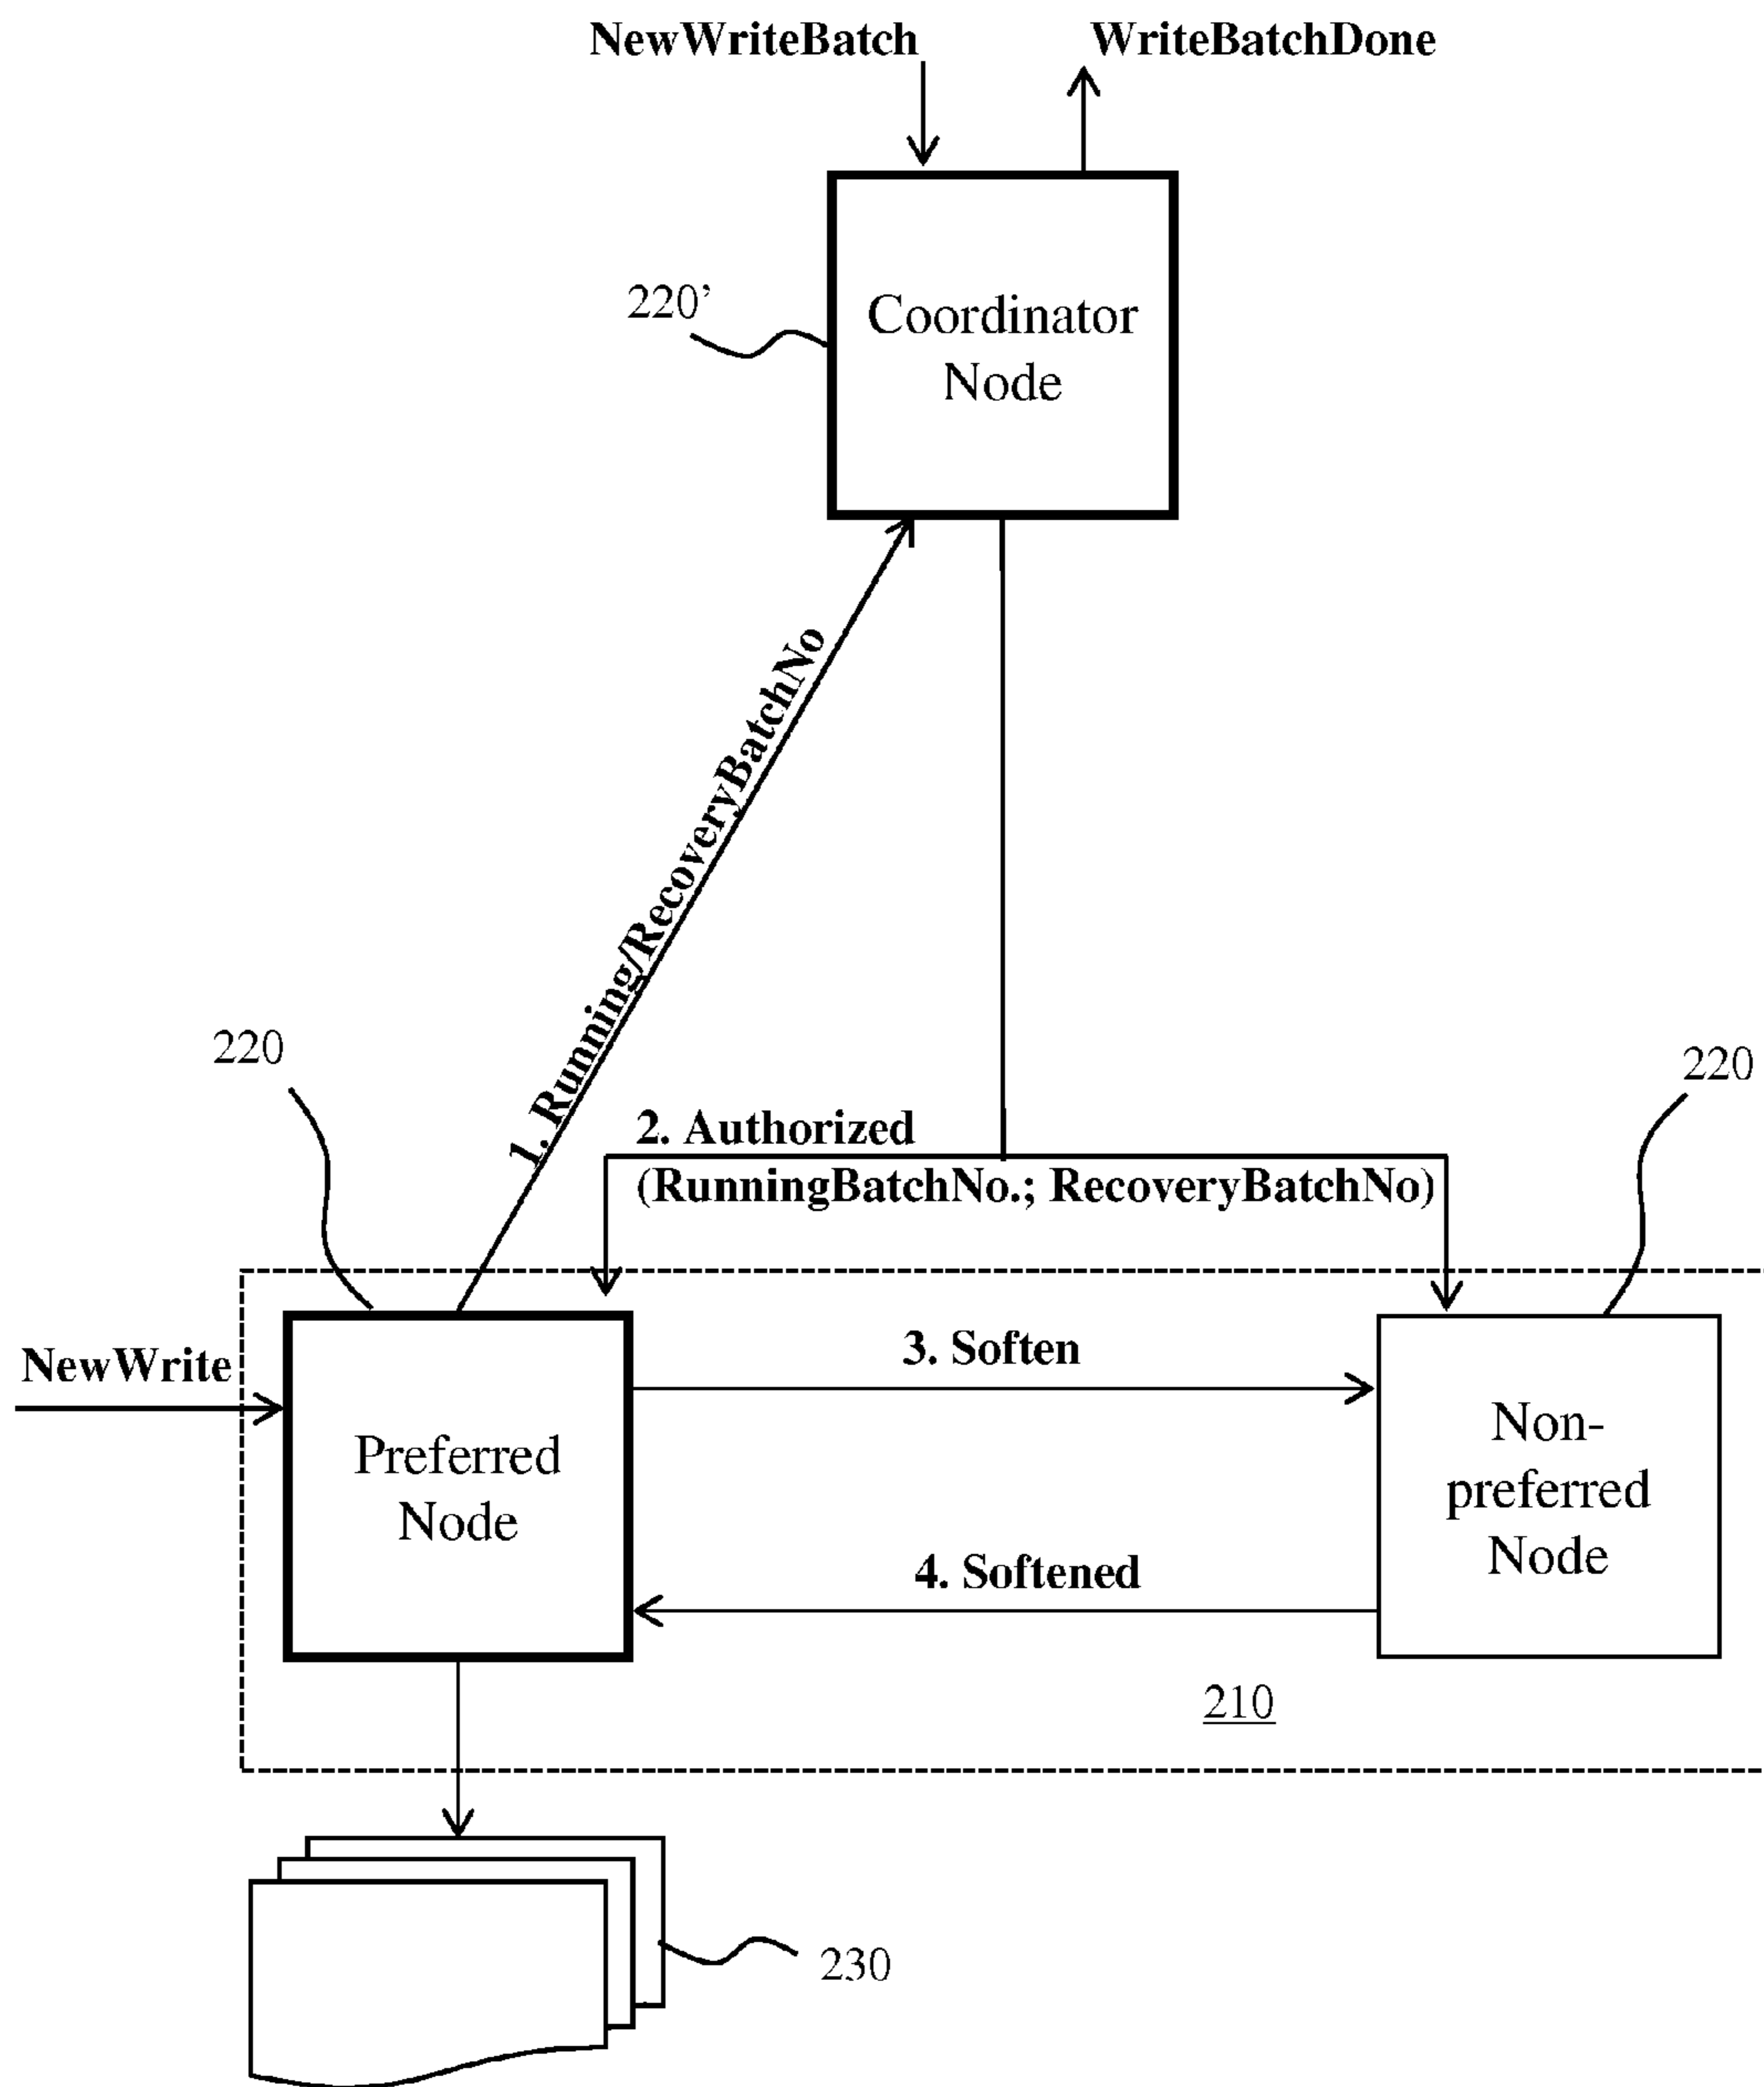 NewWriteBatch
WriteBatchDone
220’
Coordinator
Node
1. Running/RecoveryBatchNo
220
220
2. Authorized
(RunningBatchNo.; RecoveryBatchNo)
NewWrite
3. Soften
Preferred
Node
Non-
preferred
Node
4. Softened
210
230